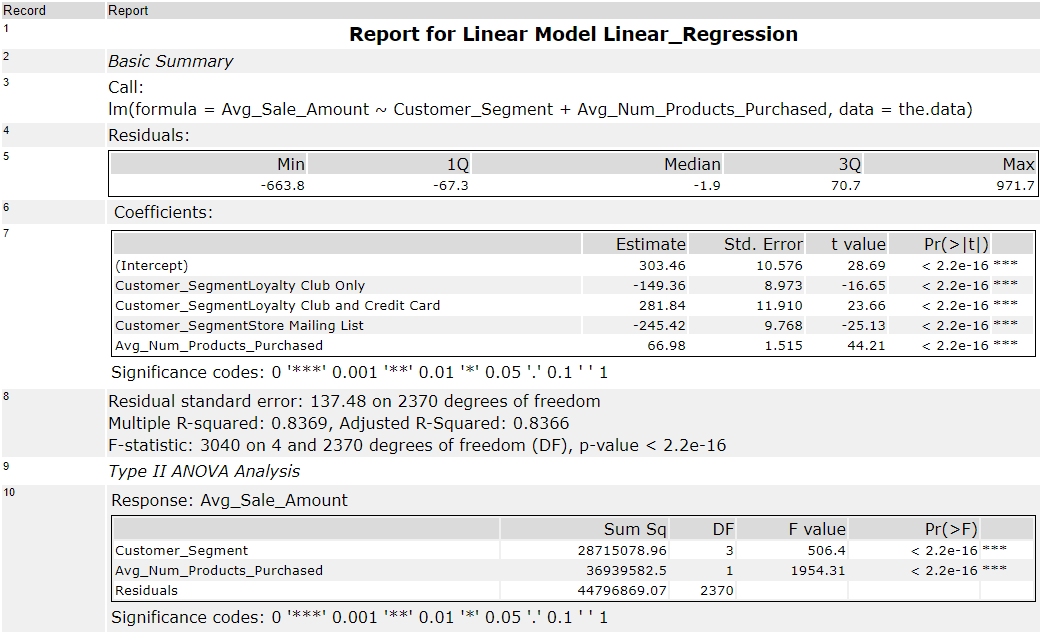 Record Report
1 Report for Linear Model Linear_Regression
2 Basic Summary
3 Call:
lm(formula = Avg_Sale_Amount ~ Customer_Segment + Avg_Num_Products_Purchased, data = the.data)
4 Residuals:
5 Min 1Q Median 3Q Max
-663.8 -67.3 -1.9 70.7 971.7
6 Coefficients:
7 Estimate Std. Error t value Pr(>|t|)
(Intercept) 303.46 10.576 28.69 < 2.2e-16 ***
Customer_SegmentLoyalty Club Only -149.36 8.973 -16.65 < 2.2e-16 ***
Customer_SegmentLoyalty Club and Credit Card 281.84 11.910 23.66 < 2.2e-16 ***
Customer_SegmentStore Mailing List -245.42 9.768 -25.13 < 2.2e-16 ***
Avg_Num_Products_Purchased 66.98 1.515 44.21 < 2.2e-16 ***
Significance codes: 0 '***' 0.001 '**' 0.01 '*' 0.05 '.' 0.1 ' ' 1
8 Residual standard error: 137.48 on 2370 degrees of freedom
Multiple R-squared: 0.8369, Adjusted R-Squared: 0.8366
F-statistic: 3040 on 4 and 2370 degrees of freedom (DF), p-value < 2.2e-16
9 Type II ANOVA Analysis
10 Response: Avg_Sale_Amount
Sum Sq DF F value Pr(>F)
Customer_Segment 28715078.96 3 506.4 < 2.2e-16 ***
Avg_Num_Products_Purchased 36939582.5 1 1954.31 < 2.2e-16 ***
Residuals 44796869.07 2370
Significance codes: 0 '***' 0.001 '**' 0.01 '*' 0.05 '.' 0.1 ' ' 1